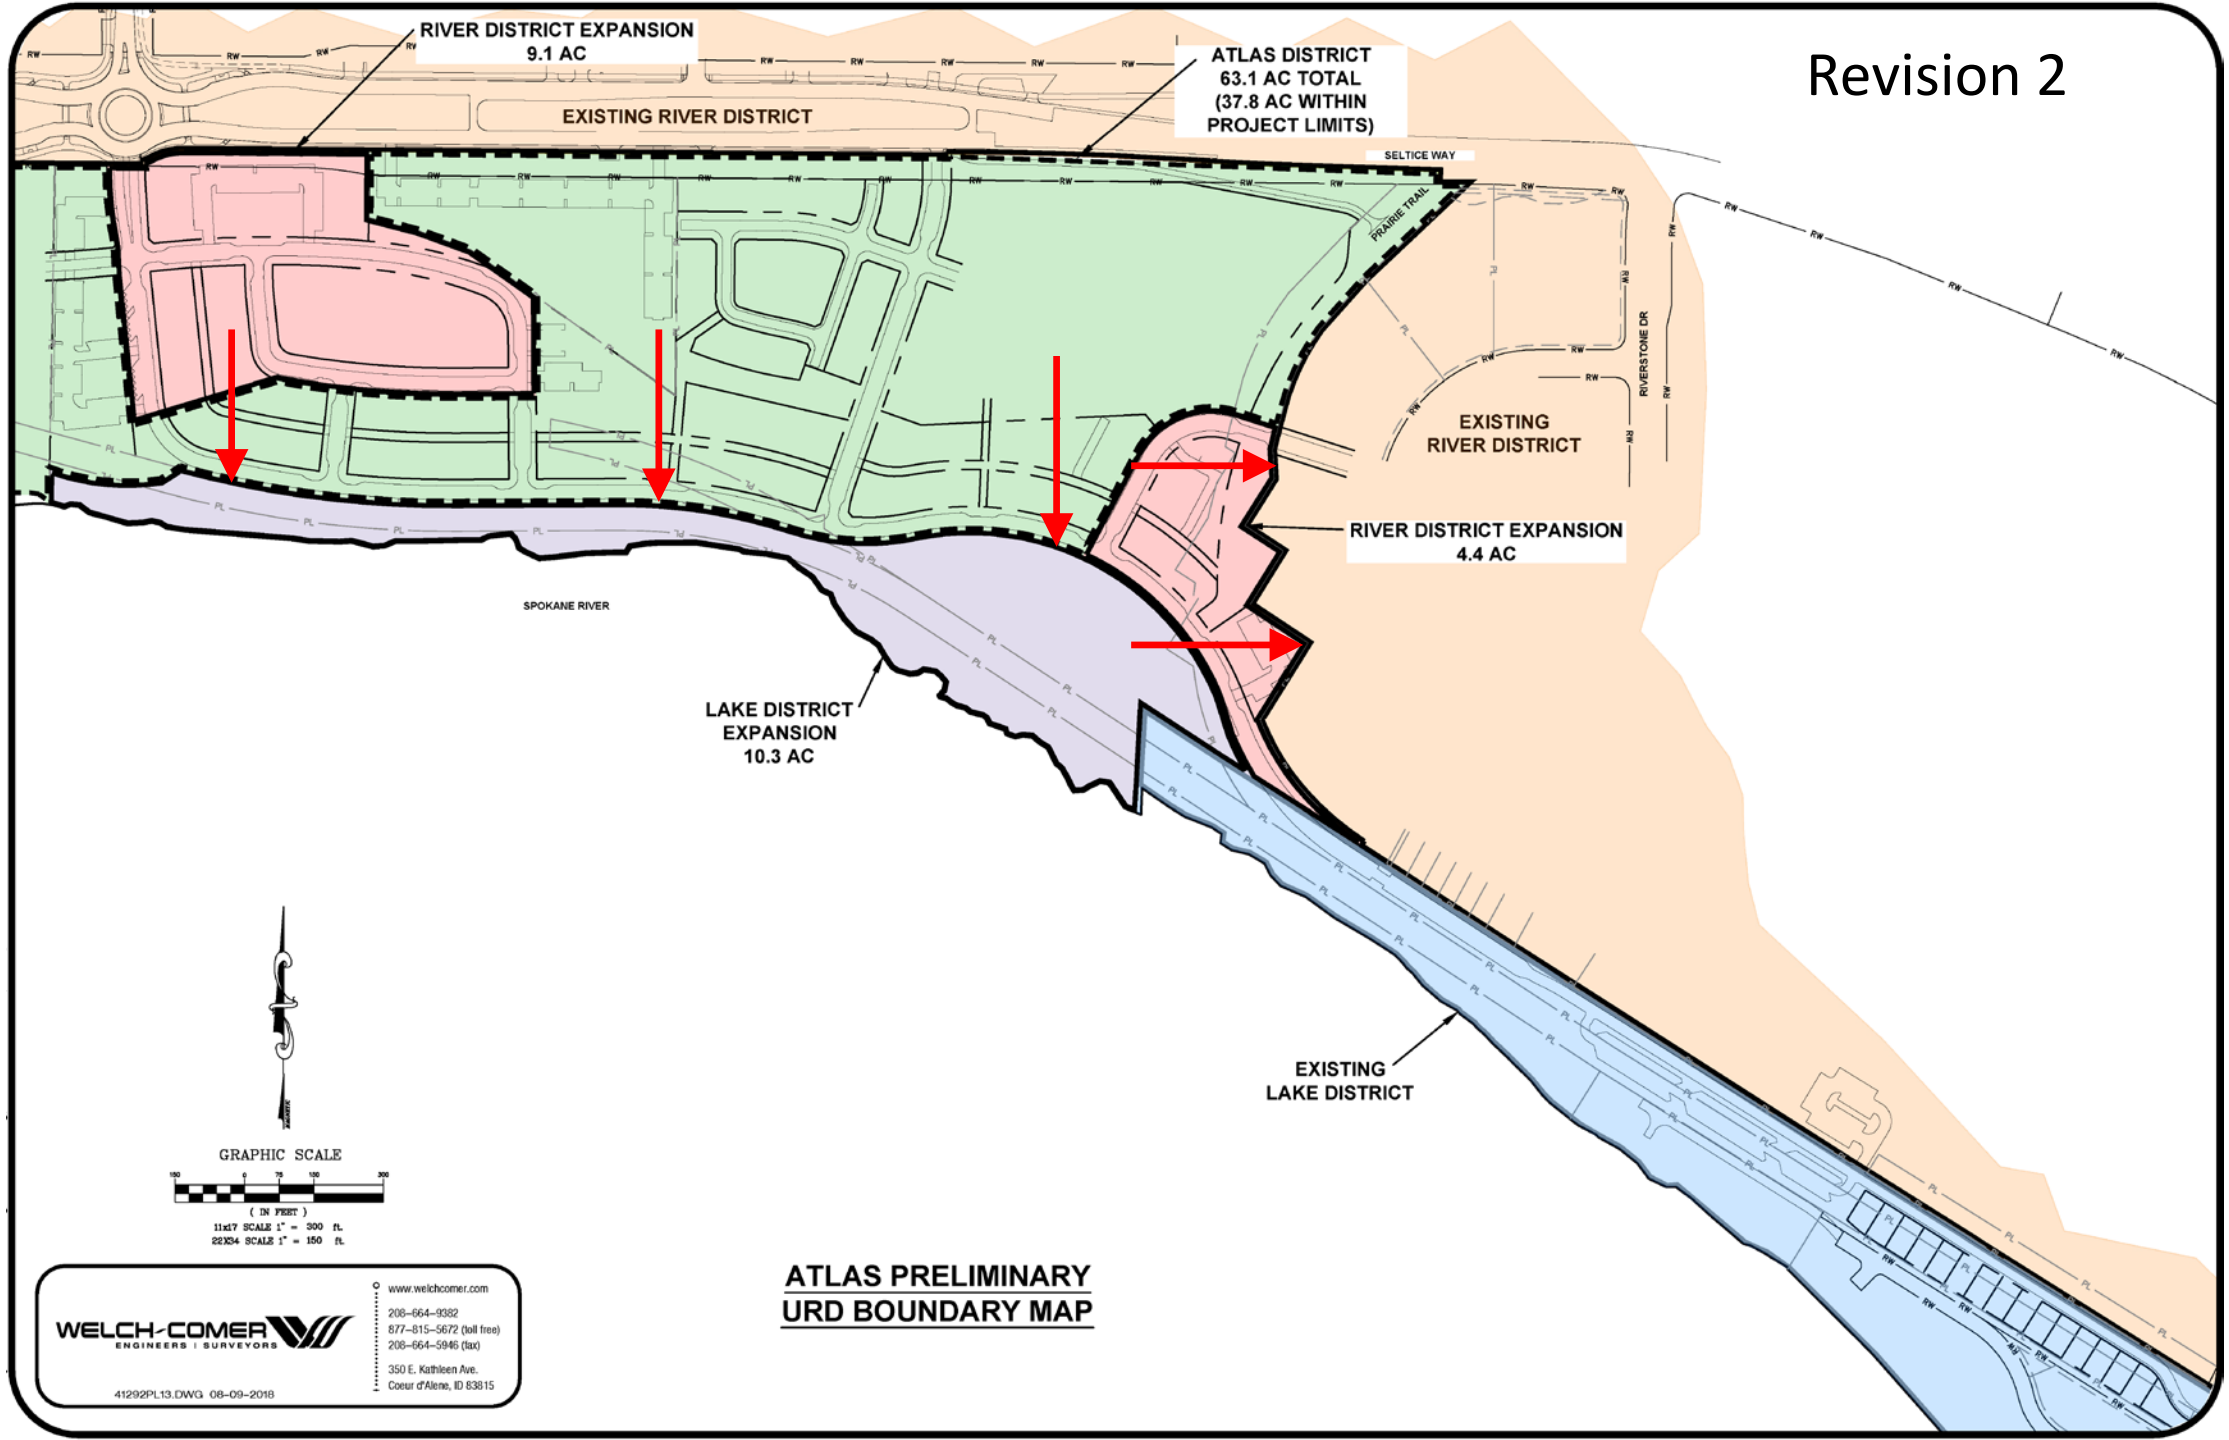 Revision 2
RIVER DISTRICT EXPANSION
9.1 AC
ATLAS DISTRICT
63.1 AC TOTAL
(37.8 AC WITHIN
PROJECT LIMITS)
EXISTING RIVER DISTRICT
SELTICE WAY
PRAIRIE TRAIL
RIVERSTONE DR
EXISTING
RIVER DISTRICT
RIVER DISTRICT EXPANSION
4.4 AC
SPOKANE RIVER
LAKE DISTRICT
EXPANSION
10.3 AC
EXISTING
LAKE DISTRICT
GRAPHIC SCALE
150 0 75 150 300
( IN FEET )
11x17 SCALE 1" = 300 ft.
22X34 SCALE 1" = 150 ft.
ATLAS PRELIMINARY
URD BOUNDARY MAP
WELCH-COMER
ENGINEERS | SURVEYORS
www.welchcomer.com
208-664-9382
877-815-5672 (toll free)
208-664-5946 (fax)
350 E. Kathleen Ave.
Coeur d'Alene, ID 83815
41292PL13.DWG 08-09-2018